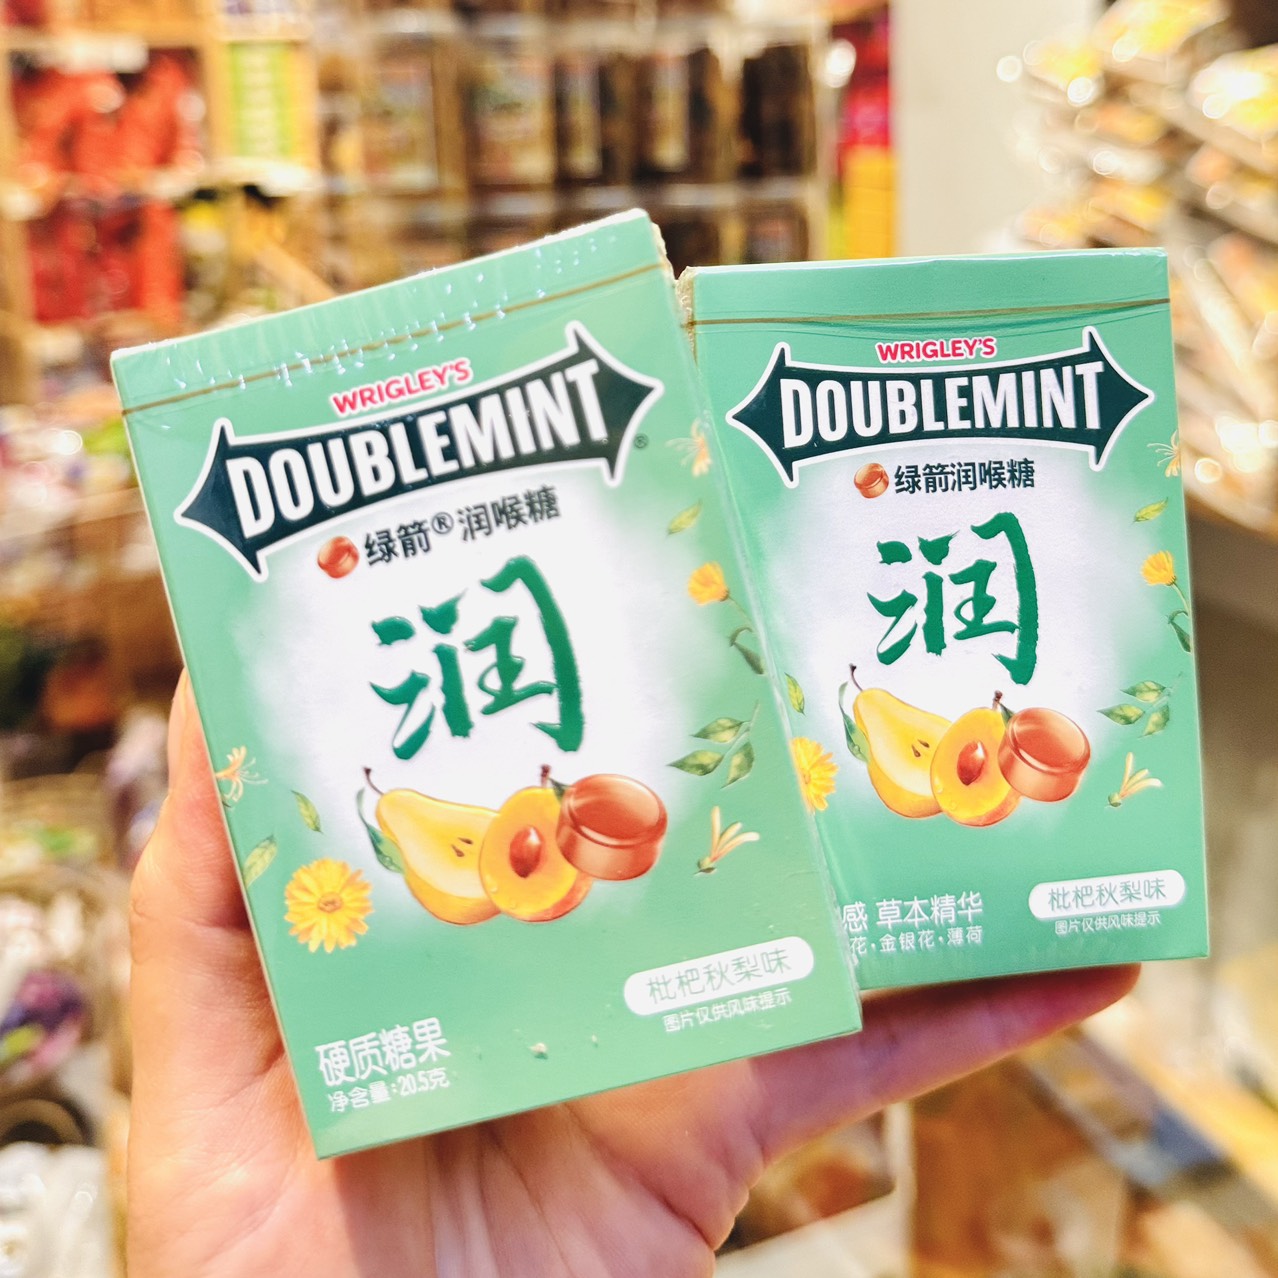 WRIGLEY'S
DOUBLEMINT®
绿箭®润喉糖
润
枇杷秋梨味
图片仅供风味提示
硬质糖果
净含量:20.5克
WRIGLEY'S
DOUBLEMINT
绿箭润喉糖
润
感 草本精华
花·金银花·薄荷
枇杷秋梨味
图片仅供风味提示